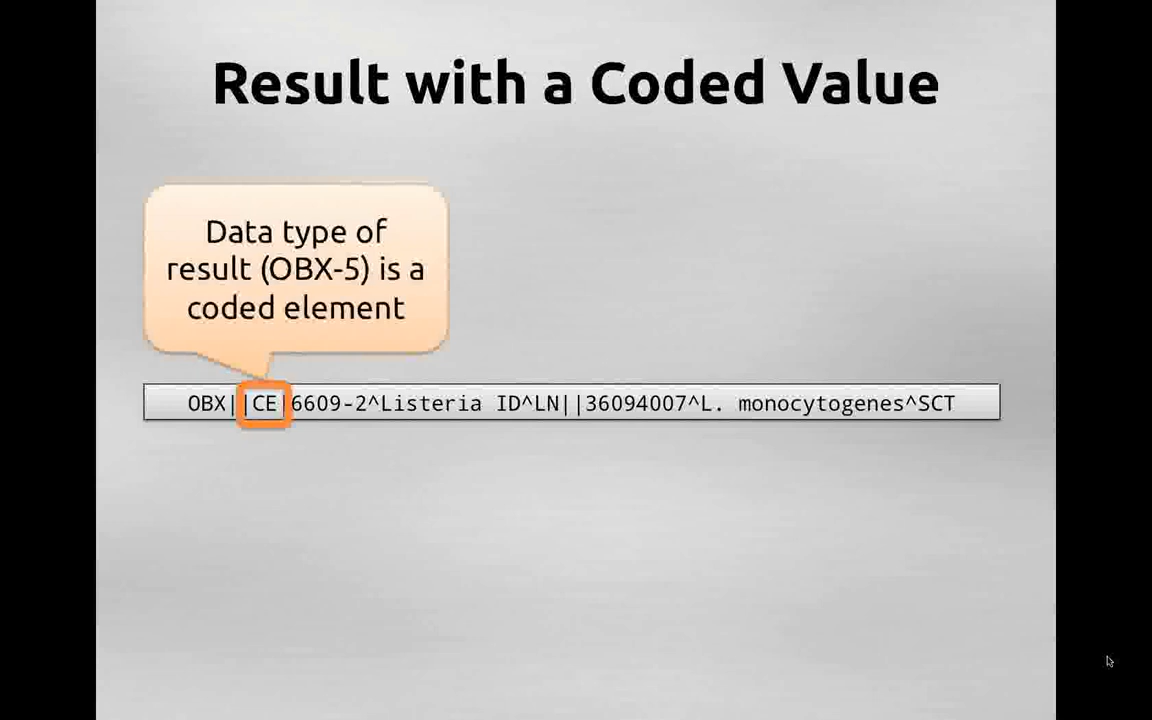 Result with a Coded Value
Data type of
result (OBX-5) is a
coded element
OBX||CE|6609-2^Listeria ID^LN||36094007^L. monocytogenes^SCT